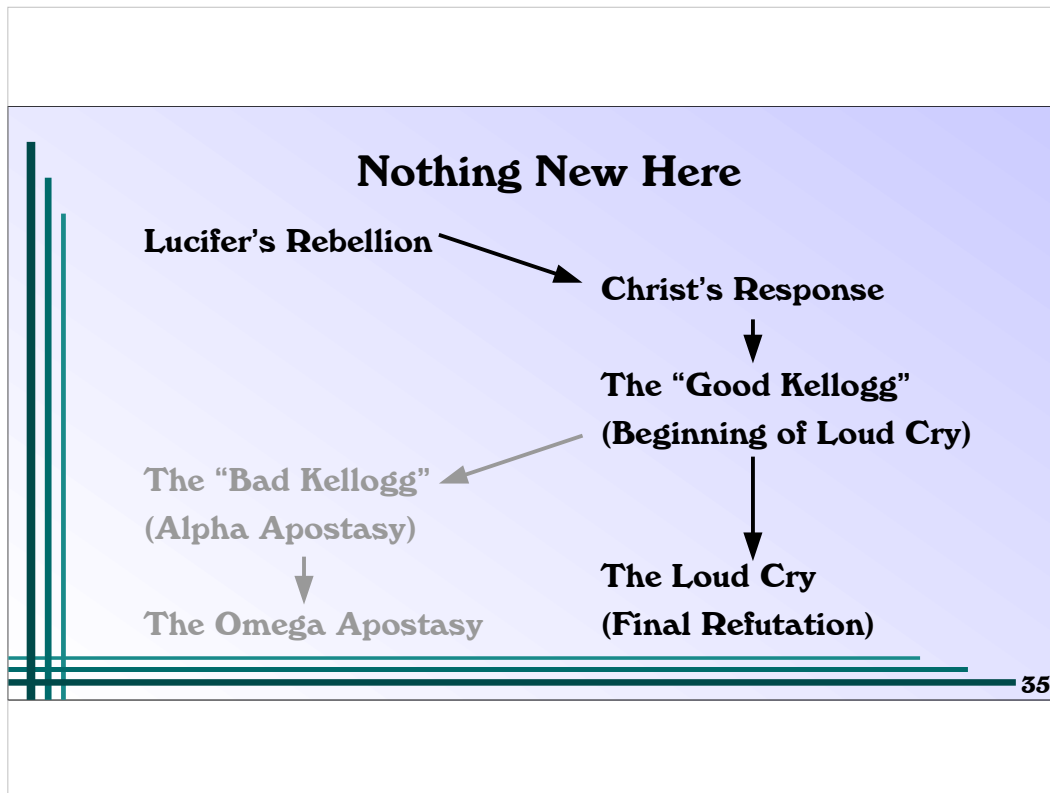 Nothing New Here
Lucifer’s Rebellion
Christ’s Response
The “Good Kellogg”
(Beginning of Loud Cry)
The “Bad Kellogg”
(Alpha Apostasy)
The Loud Cry
(Final Refutation)
The Omega Apostasy
35